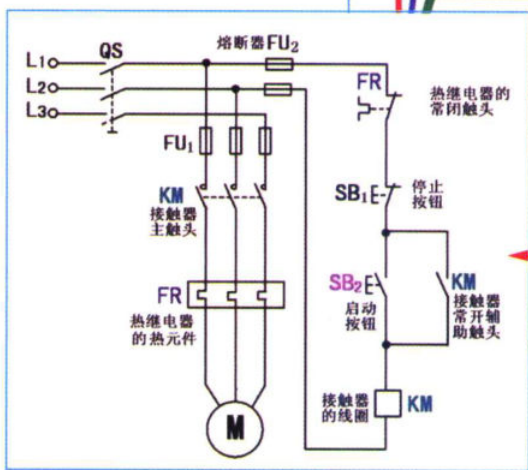 QS
熔断器FU₂
L1
L2
L3
FR
热继电器的
常闭触头
FU₁
KM
接触器
主触头
SB₁
停止
按钮
SB₂
启动
按钮
KM
接触器
常开辅
助触头
FR
热继电器
的热元件
接触器
的线圈
KM
M